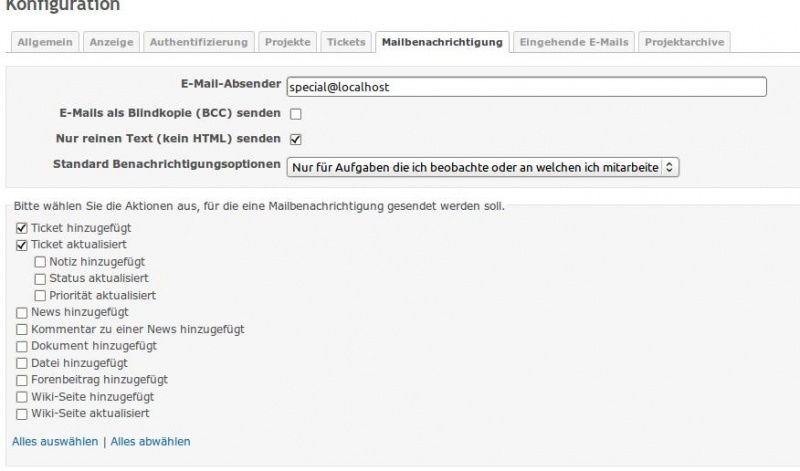 Konfiguration
Allgemein Anzeige Authentifizierung Projekte Tickets Mailbenachrichtigung Eingehende E-Mails Projektarchive
E-Mail-Absender special@localhost
E-Mails als Blindkopie (BCC) senden
Nur reinen Text (kein HTML) senden
Standard Benachrichtigungsoptionen Nur für Aufgaben die ich beobachte oder an welchen ich mitarbeite
Bitte wählen Sie die Aktionen aus, für die eine Mailbenachrichtigung gesendet werden soll.
Ticket hinzugefügt
Ticket aktualisiert
Notiz hinzugefügt
Status aktualisiert
Priorität aktualisiert
News hinzugefügt
Kommentar zu einer News hinzugefügt
Dokument hinzugefügt
Datei hinzugefügt
Forenbeitrag hinzugefügt
Wiki-Seite hinzugefügt
Wiki-Seite aktualisiert
Alles auswählen | Alles abwählen